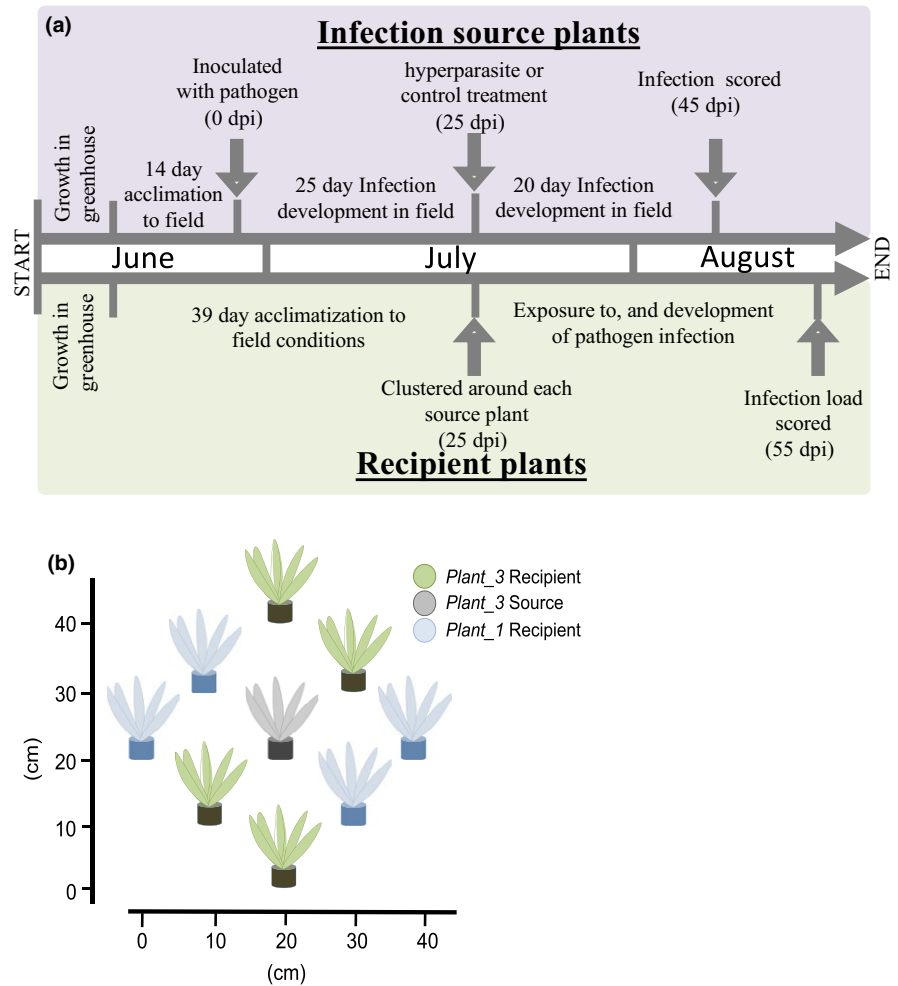 (a)
Infection source plants
Inoculated
with pathogen
(0 dpi)
hyperparasite or
control treatment
(25 dpi)
Infection scored
(45 dpi)
Growth in
greenhouse
14 day
acclimation
to field
25 day Infection
development in field
20 day Infection
development in field
START
June
July
August
END
Growth in
greenhouse
39 day acclimatization to
field conditions
Exposure to, and development
of pathogen infection
Clustered around each
source plant
(25 dpi)
Infection load
scored
(55 dpi)
Recipient plants
(b)
Plant_3 Recipient
Plant_3 Source
Plant_1 Recipient
40
30
20
10
0
(cm)
0 10 20 30 40
(cm)